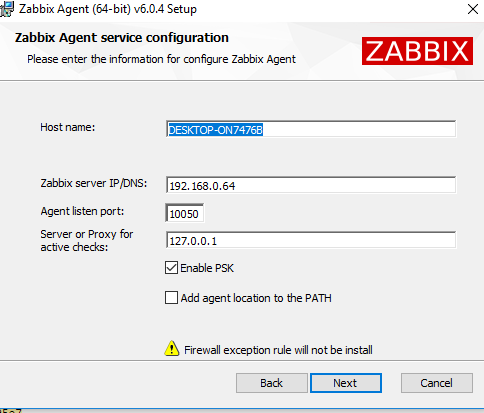 Zabbix Agent (64-bit) v6.0.4 Setup
Zabbix Agent service configuration
Please enter the information for configure Zabbix Agent
ZABBIX
Host name:
DESKTOP-ON7476B
Zabbix server IP/DNS:
192.168.0.64
Agent listen port:
10050
Server or Proxy for
active checks:
127.0.0.1
Enable PSK
Add agent location to the PATH
Firewall exception rule will not be install
Back
Next
Cancel